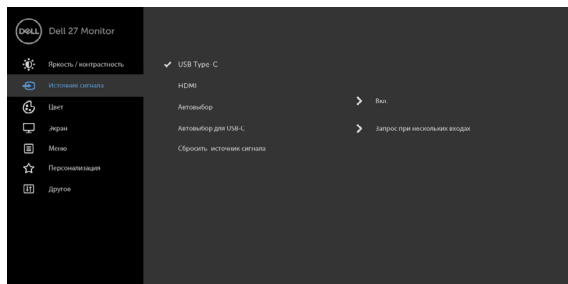 DELL Dell 27 Monitor
Яркость / контрастность
Источник сигнала
Цвет
Экран
Меню
Персонализация
Другое
USB Type-C
HDMI
Автовыбор Вкл.
Автовыбор для USB-C Запрос при нескольких входах
Сбросить источник сигнала